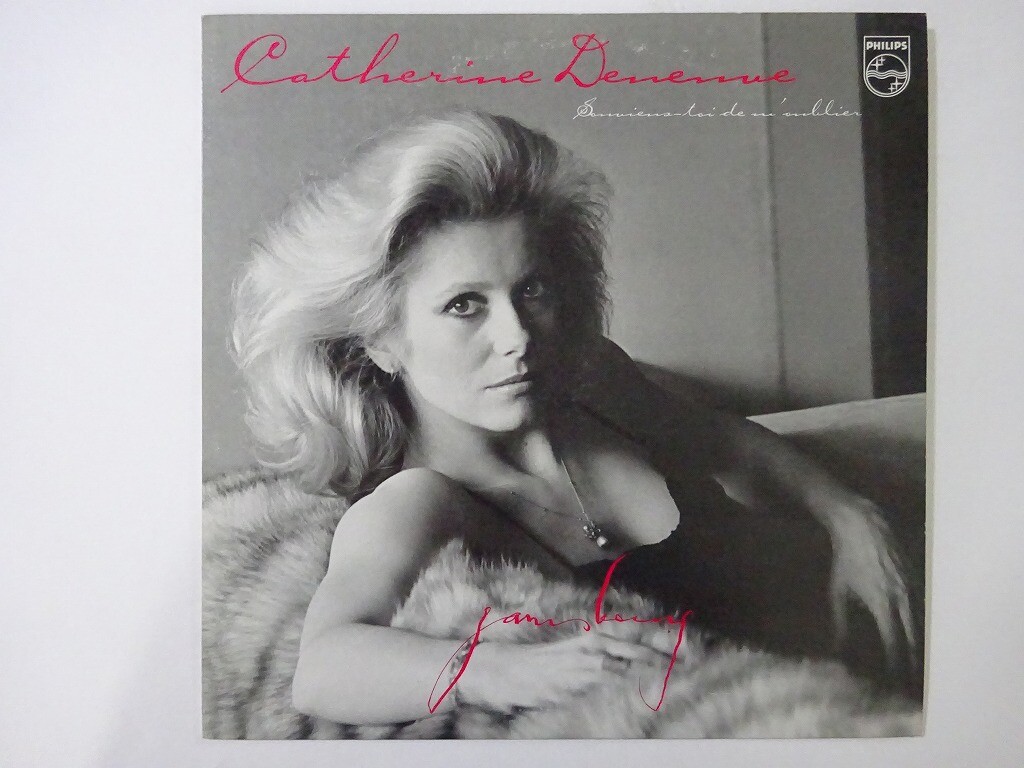 Catherine Deneuve
PHILIPS
Souviens-toi de m'oublier
gainsbourg